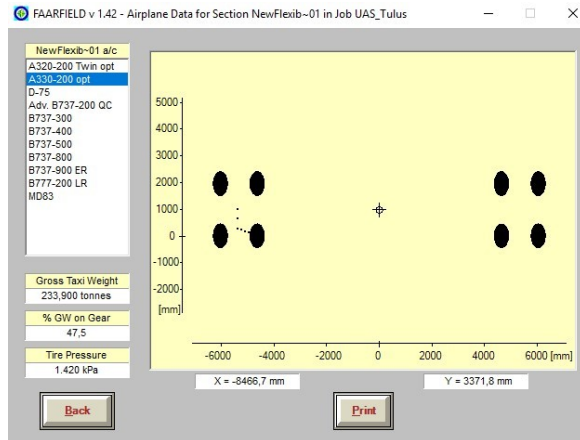 FAARFIELD v 1.42 - Airplane Data for Section NewFlexib~01 in Job UAS_Tulus
NewFlexib~01 a/c
A320-200 Twin opt
A330-200 opt
D-75
Adv. B737-200 QC
B737-300
B737-400
B737-500
B737-800
B737-900 ER
B777-200 LR
MD83
Gross Taxi Weight
233,900 tonnes
% GW on Gear
47,5
Tire Pressure
1.420 kPa
5000
4000
3000
2000
1000
0
-1000
-2000
[mm]
-6000 -4000 -2000 0 2000 4000 6000 [mm]
X = -8466,7 mm Y = 3371,8 mm
Back Print